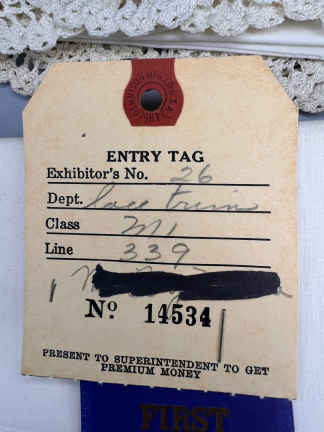 ENTRY TAG
Exhibitor's No. 26
Dept. lace trim
Class M1
Line 339
Nº 14534
PRESENT TO SUPERINTENDENT TO GET
PREMIUM MONEY
FIRST